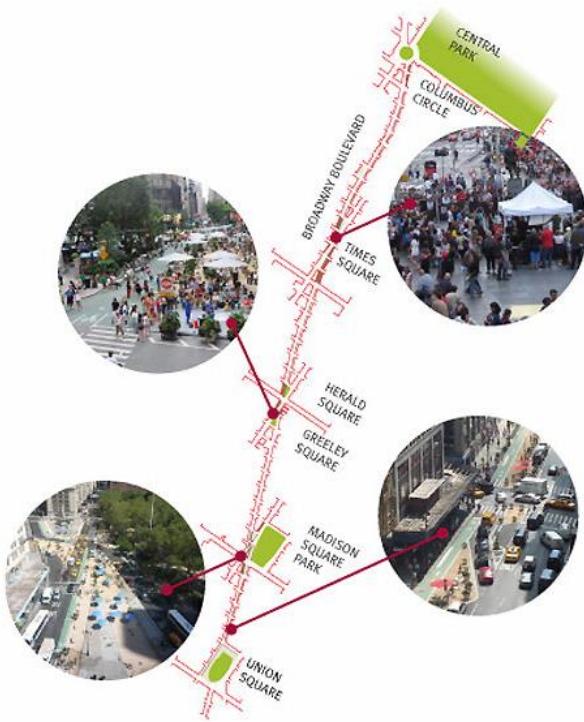 CENTRAL
PARK
COLUMBUS
CIRCLE
BROADWAY BOULEVARD
TIMES
SQUARE
HERALD
SQUARE
GREELEY
SQUARE
MADISON
SQUARE
PARK
UNION
SQUARE